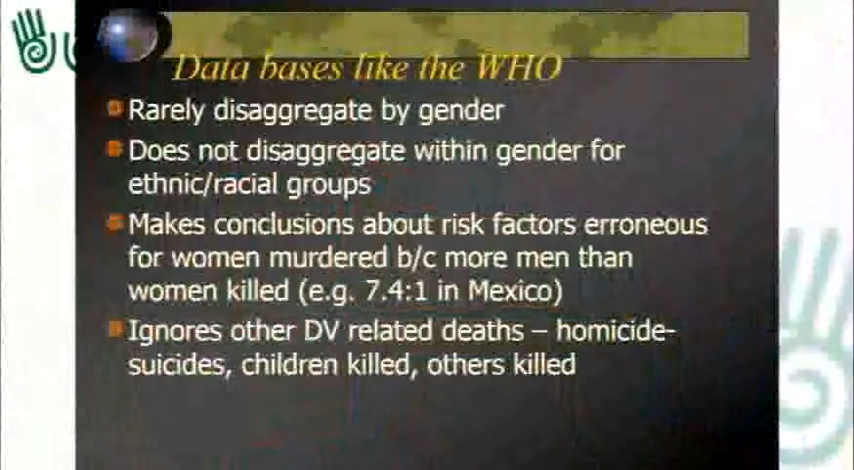 Data bases like the WHO
Rarely disaggregate by gender
Does not disaggregate within gender for
ethnic/racial groups
Makes conclusions about risk factors erroneous
for women murdered b/c more men than
women killed (e.g. 7.4:1 in Mexico)
Ignores other DV related deaths – homicide-
suicides, children killed, others killed